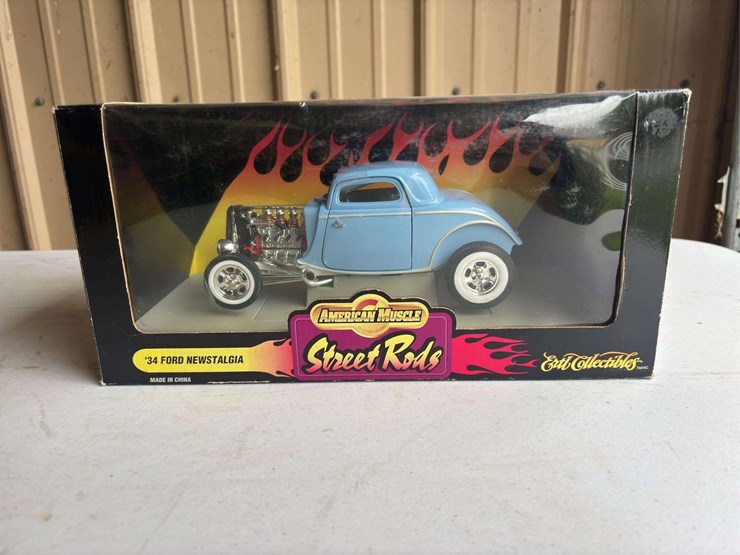 AMERICAN MUSCLE
Street Rods
'34 FORD NEWSTALGIA
MADE IN CHINA
Ertl Collectibles